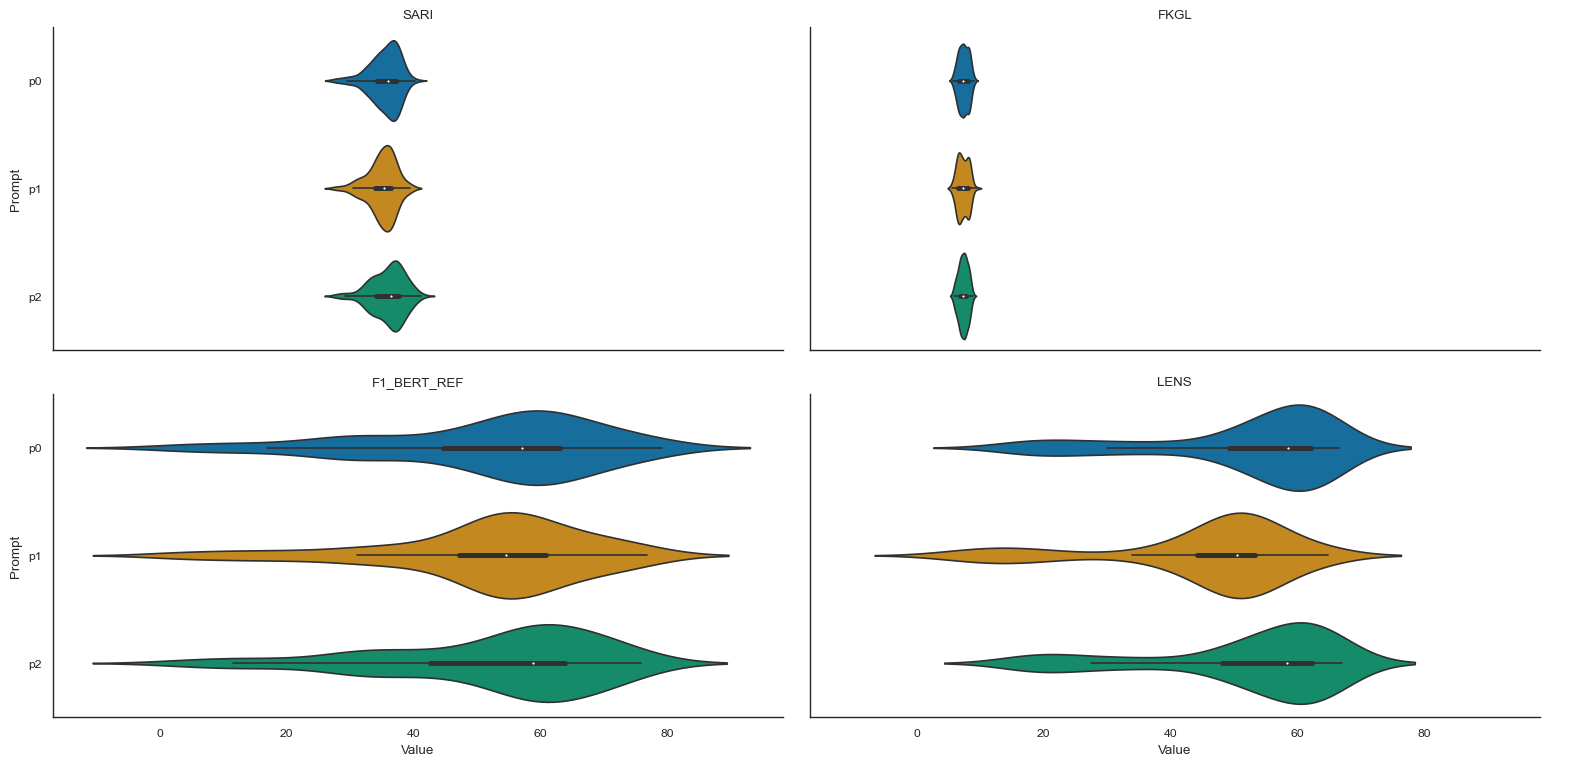 SARI
FKGL
p0
p1
p2
Prompt
F1_BERT_REF
LENS
p0
p1
p2
Prompt
0 20 40 60 80
Value
0 20 40 60 80
Value